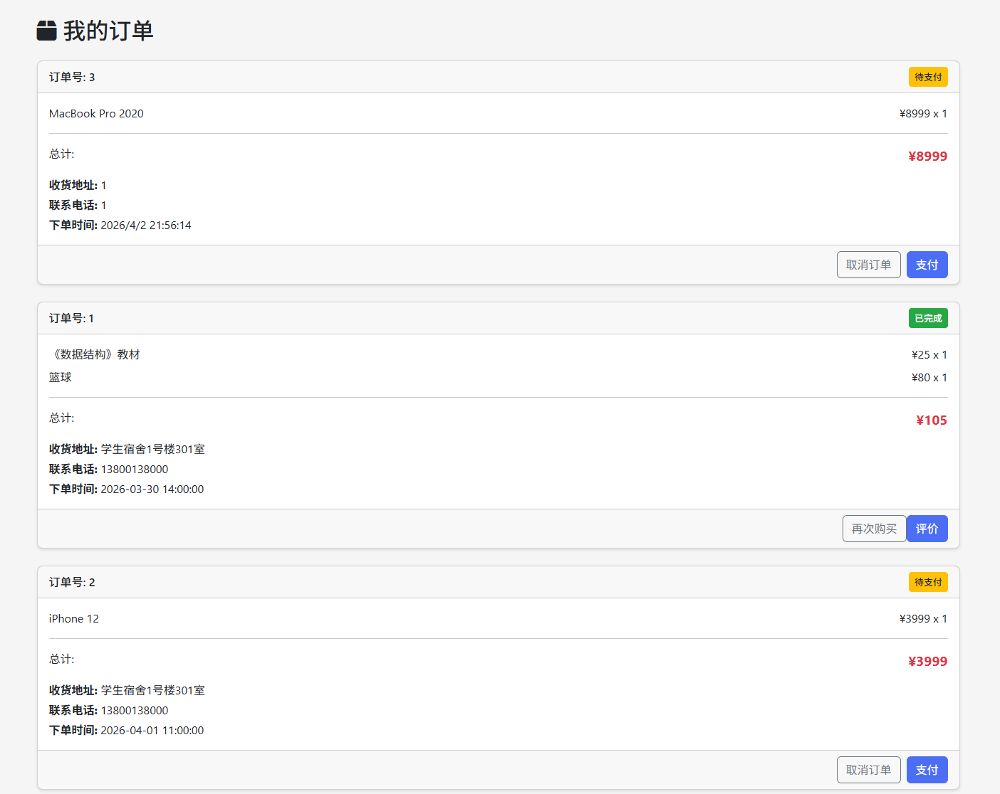 我的订单
订单号: 3 待支付
MacBook Pro 2020 ¥8999 x 1
总计: ¥8999
收货地址: 1
联系电话: 1
下单时间: 2026/4/2 21:56:14
取消订单 支付
订单号: 1 已完成
《数据结构》教材 ¥25 x 1
篮球 ¥80 x 1
总计: ¥105
收货地址: 学生宿舍1号楼301室
联系电话: 13800138000
下单时间: 2026-03-30 14:00:00
再次购买 评价
订单号: 2 待支付
iPhone 12 ¥3999 x 1
总计: ¥3999
收货地址: 学生宿舍1号楼301室
联系电话: 13800138000
下单时间: 2026-04-01 11:00:00
取消订单 支付